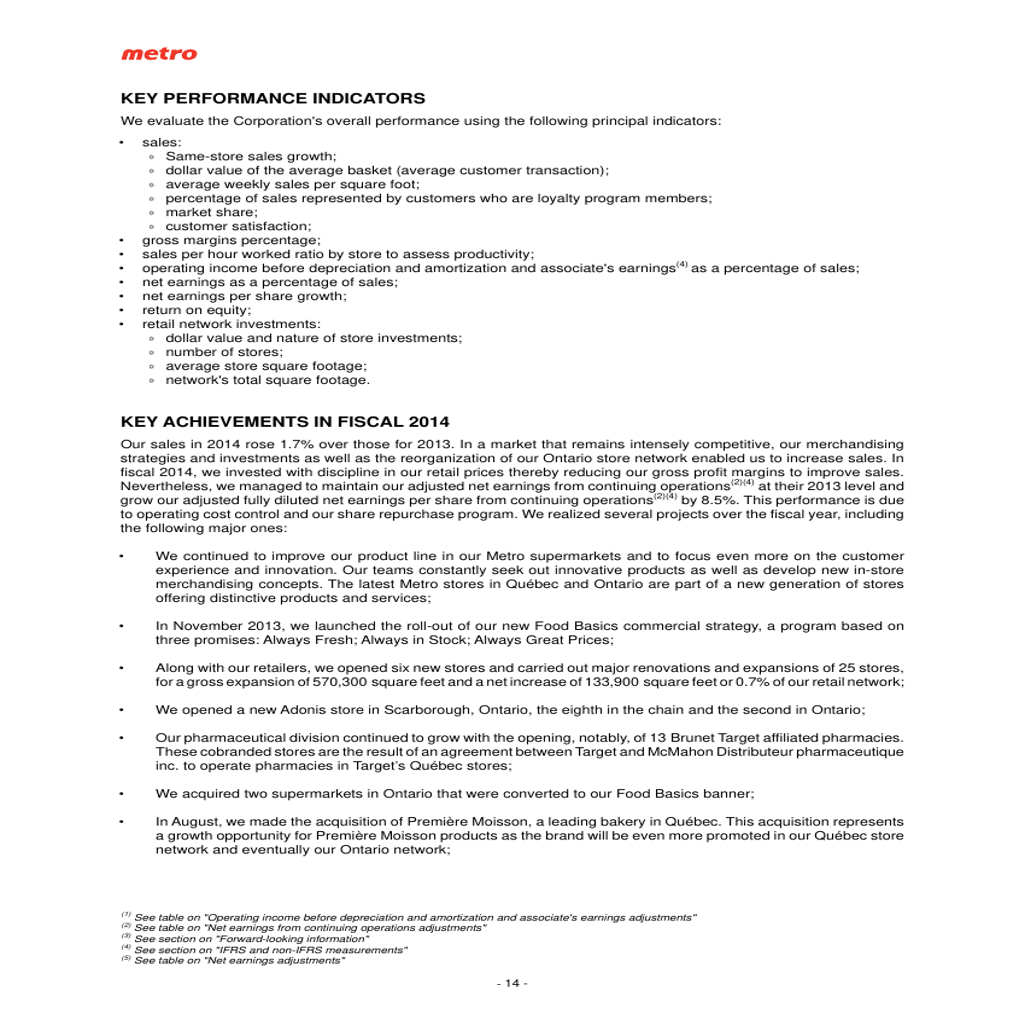 metro
KEY PERFORMANCE INDICATORS
We evaluate the Corporation's overall performance using the following principal indicators:
• sales:
◦ Same-store sales growth;
◦ dollar value of the average basket (average customer transaction);
◦ average weekly sales per square foot;
◦ percentage of sales represented by customers who are loyalty program members;
◦ market share;
◦ customer satisfaction;
• gross margins percentage;
• sales per hour worked ratio by store to assess productivity;
• operating income before depreciation and amortization and associate's earnings(4) as a percentage of sales;
• net earnings as a percentage of sales;
• net earnings per share growth;
• return on equity;
• retail network investments:
◦ dollar value and nature of store investments;
◦ number of stores;
◦ average store square footage;
◦ network's total square footage.
KEY ACHIEVEMENTS IN FISCAL 2014
Our sales in 2014 rose 1.7% over those for 2013. In a market that remains intensely competitive, our merchandising
strategies and investments as well as the reorganization of our Ontario store network enabled us to increase sales. In
fiscal 2014, we invested with discipline in our retail prices thereby reducing our gross profit margins to improve sales.
Nevertheless, we managed to maintain our adjusted net earnings from continuing operations(2)(4) at their 2013 level and
grow our adjusted fully diluted net earnings per share from continuing operations(2)(4) by 8.5%. This performance is due
to operating cost control and our share repurchase program. We realized several projects over the fiscal year, including
the following major ones:
• We continued to improve our product line in our Metro supermarkets and to focus even more on the customer
experience and innovation. Our teams constantly seek out innovative products as well as develop new in-store
merchandising concepts. The latest Metro stores in Québec and Ontario are part of a new generation of stores
offering distinctive products and services;
• In November 2013, we launched the roll-out of our new Food Basics commercial strategy, a program based on
three promises: Always Fresh; Always in Stock; Always Great Prices;
• Along with our retailers, we opened six new stores and carried out major renovations and expansions of 25 stores,
for a gross expansion of 570,300 square feet and a net increase of 133,900 square feet or 0.7% of our retail network;
• We opened a new Adonis store in Scarborough, Ontario, the eighth in the chain and the second in Ontario;
• Our pharmaceutical division continued to grow with the opening, notably, of 13 Brunet Target affiliated pharmacies.
These cobranded stores are the result of an agreement between Target and McMahon Distributeur pharmaceutique
inc. to operate pharmacies in Target's Québec stores;
• We acquired two supermarkets in Ontario that were converted to our Food Basics banner;
• In August, we made the acquisition of Première Moisson, a leading bakery in Québec. This acquisition represents
a growth opportunity for Première Moisson products as the brand will be even more promoted in our Québec store
network and eventually our Ontario network;
(1) See table on "Operating income before depreciation and amortization and associate's earnings adjustments"
(2) See table on "Net earnings from continuing operations adjustments"
(3) See section on "Forward-looking information"
(4) See section on "IFRS and non-IFRS measurements"
(5) See table on "Net earnings adjustments"
- 14 -